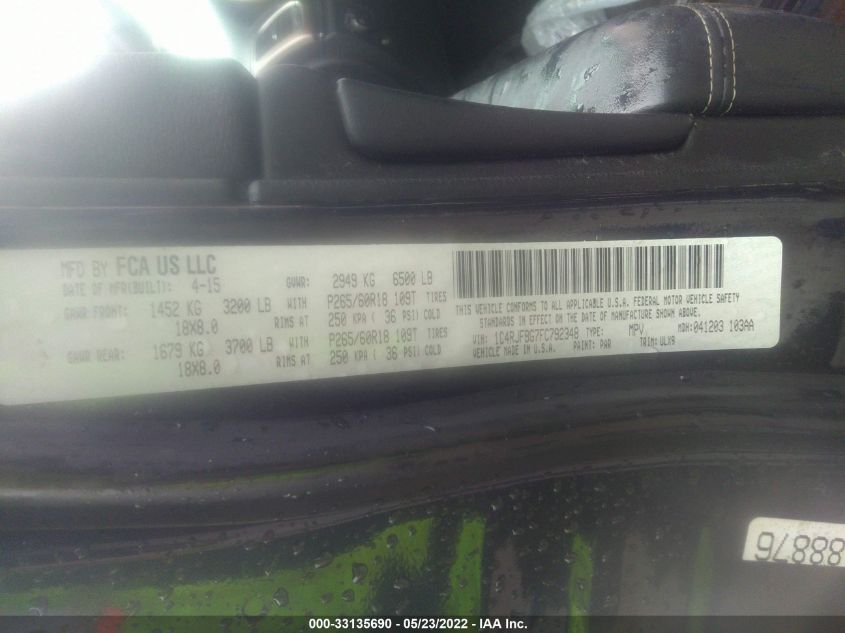 MFD BY FCA US LLC
DATE OF MFR(BUILT): 4-15 GVWR: 2949 KG 6500 LB
GAWR FRONT: 1452 KG 3200 LB WITH P265/60R18 109T TIRES
18X8.0 RIMS AT 250 KPA ( 36 PSI) COLD
GAWR REAR: 1679 KG 3700 LB WITH P265/60R18 109T TIRES
18X8.0 RIMS AT 250 KPA ( 36 PSI) COLD
THIS VEHICLE CONFORMS TO ALL APPLICABLE U.S.A. FEDERAL MOTOR VEHICLE SAFETY
STANDARDS IN EFFECT ON THE DATE OF MANUFACTURE SHOWN ABOVE.
VIN: 1C4RJFBG7FC792348 TYPE: MPV MDH: 041203 103AA
VEHICLE MADE IN U.S.A. PAINT: PAR TRIM: ULX9
000-33135690 - 05/23/2022 - IAA Inc.